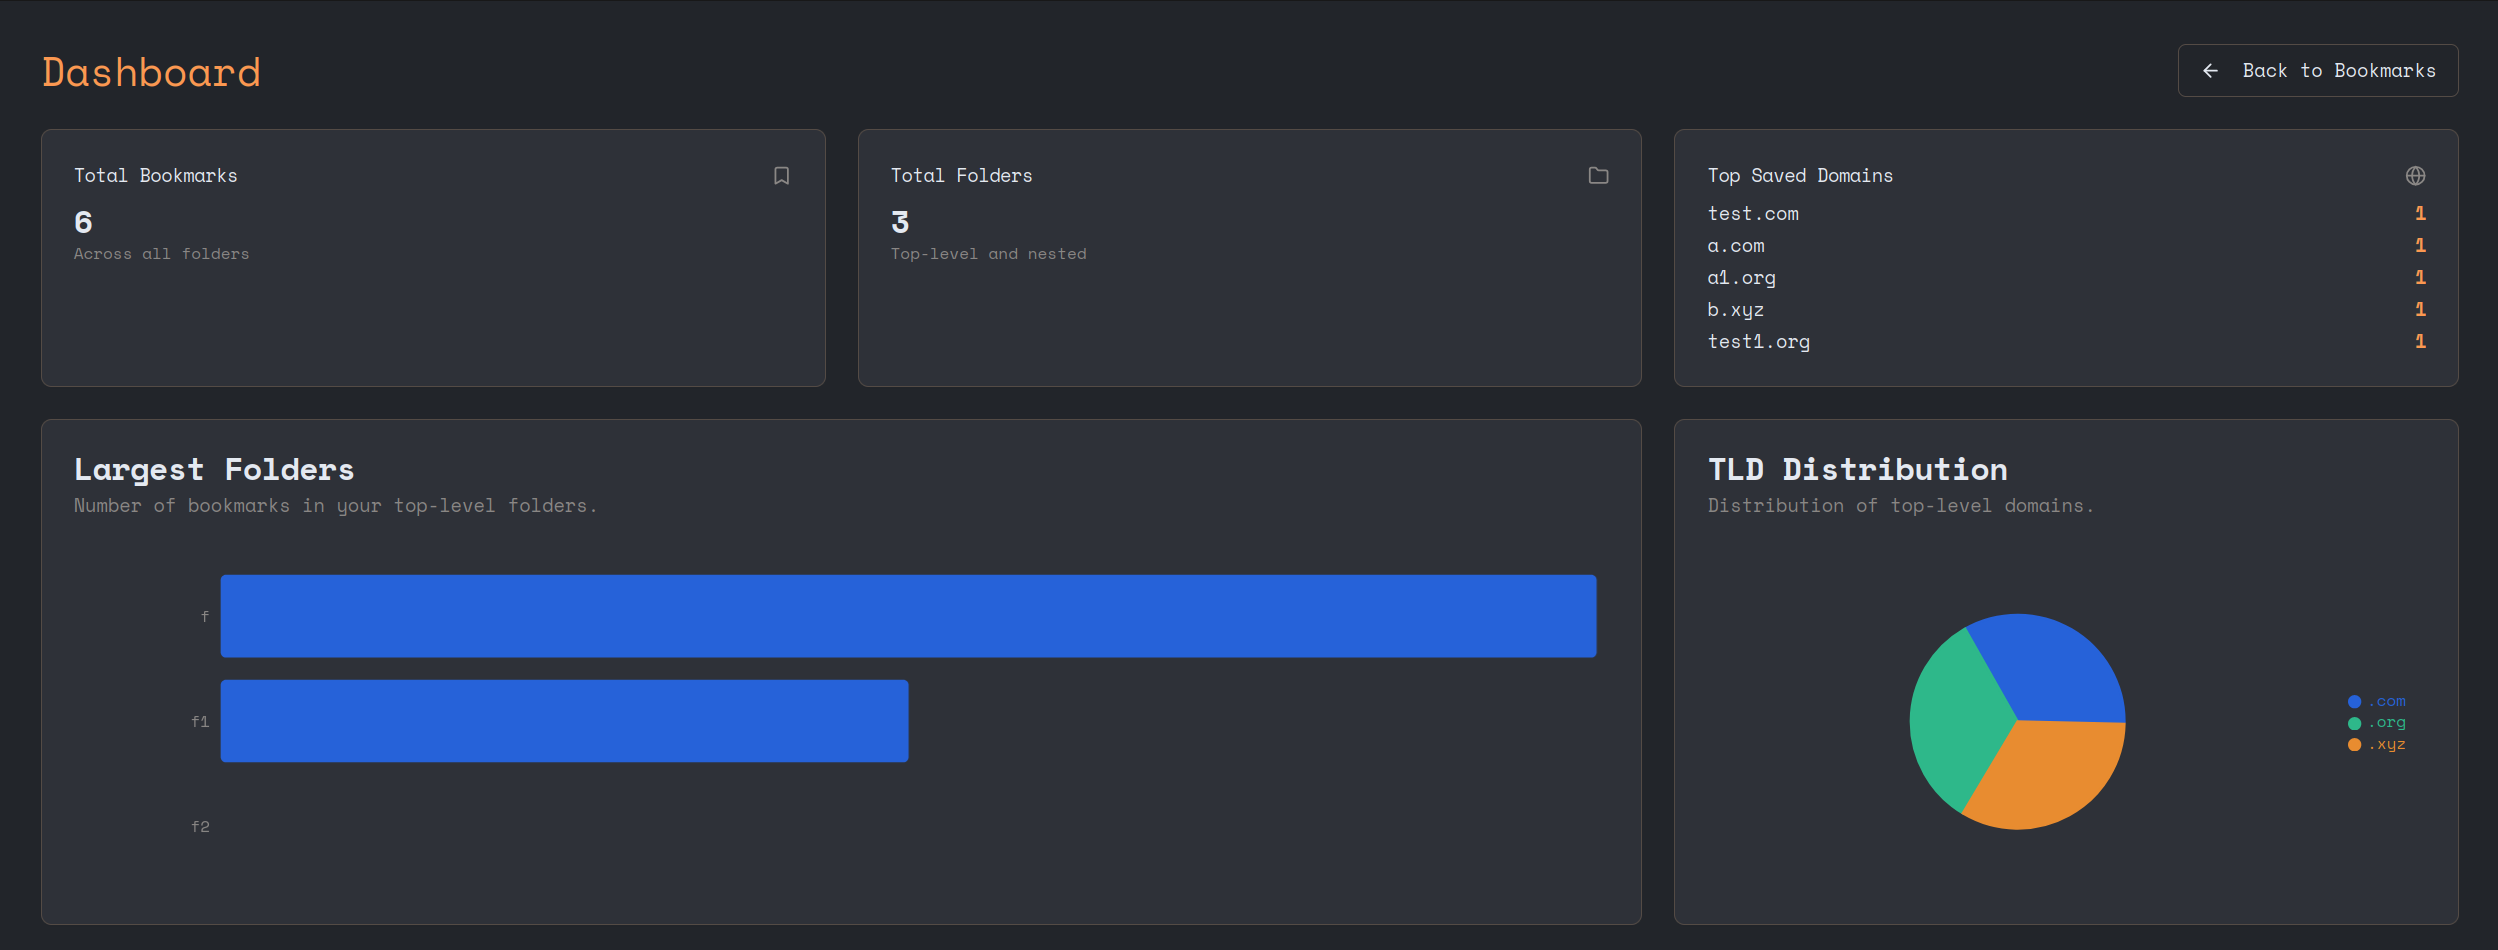 Dashboard
Back to Bookmarks
Total Bookmarks
6
Across all folders
Total Folders
3
Top-level and nested
Top Saved Domains
test.com 1
a.com 1
a1.org 1
b.xyz 1
test1.org 1
Largest Folders
Number of bookmarks in your top-level folders.
f
f1
f2
TLD Distribution
Distribution of top-level domains.
.com
.org
.xyz